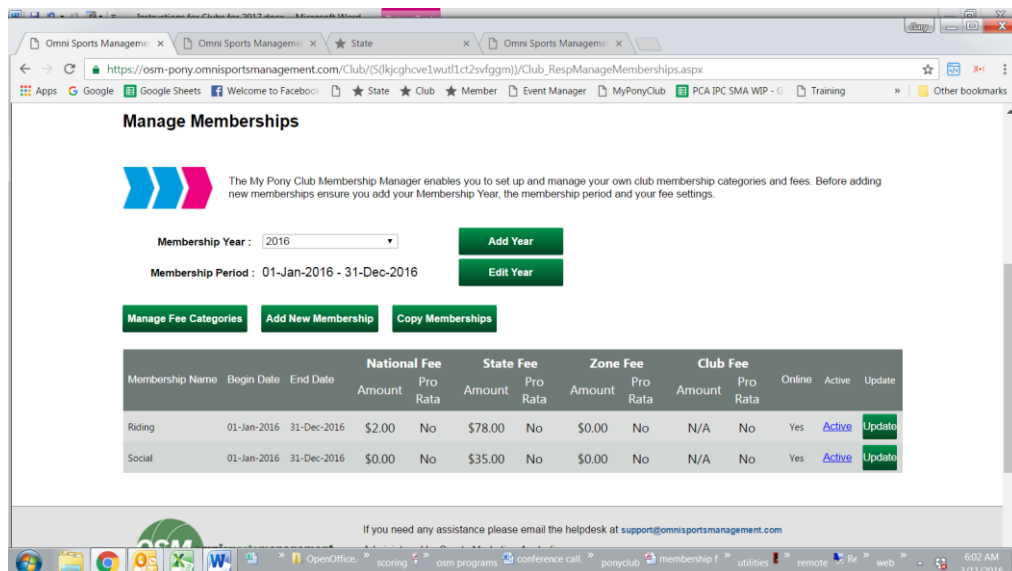 Instructions for Clubs for 2017.docx - Microsoft Word
Gary
Omni Sports Manageme × Omni Sports Manageme × State × Omni Sports Manageme ×
https://osm-pony.omnisportsmanagement.com/Club/(S(lkjcghcve1wutl1ct2svfggm))/Club_RespManageMemberships.aspx
Apps Google Google Sheets Welcome to Facebook State Club Member Event Manager MyPonyClub PCA IPC SMA WIP - G Training » Other bookmarks
Manage Memberships
The My Pony Club Membership Manager enables you to set up and manage your own club membership categories and fees. Before adding
new memberships ensure you add your Membership Year, the membership period and your fee settings.
Membership Year : 2016 Add Year
Membership Period : 01-Jan-2016 - 31-Dec-2016 Edit Year
Manage Fee Categories Add New Membership Copy Memberships
National Fee State Fee Zone Fee Club Fee
Membership Name Begin Date End Date Amount Pro Rata Amount Pro Rata Amount Pro Rata Amount Pro Rata Online Active Update
Riding 01-Jan-2016 31-Dec-2016 $2.00 No $78.00 No $0.00 No N/A No Yes Active Update
Social 01-Jan-2016 31-Dec-2016 $0.00 No $35.00 No $0.00 No N/A No Yes Active Update
If you need any assistance please email the helpdesk at support@omnisportsmanagement.com
OSM
OpenOffice. » scoring » osm programs conference call. » ponyclub membership f » utilities » remote Re » web » 6:02 AM
3/11/2016